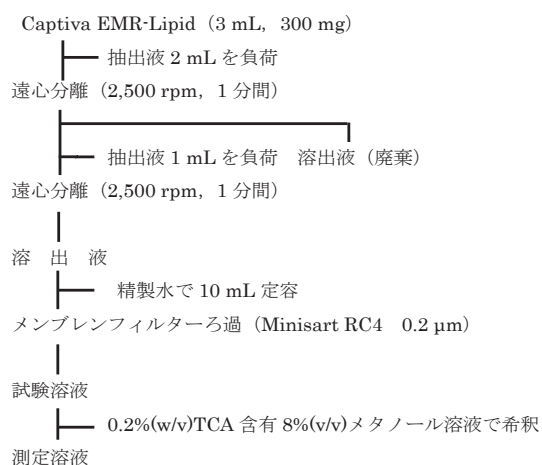 Captiva EMR-Lipid（3 mL，300 mg）
抽出液 2 mL を負荷
遠心分離（2,500 rpm，1 分間）
抽出液 1 mL を負荷　溶出液（廃棄）
遠心分離（2,500 rpm，1 分間）
溶　出　液
精製水で 10 mL 定容
メンブレンフィルターろ過（Minisart RC4　0.2 μm）
試験溶液
0.2%(w/v)TCA 含有 8%(v/v)メタノール溶液で希釈
測定溶液